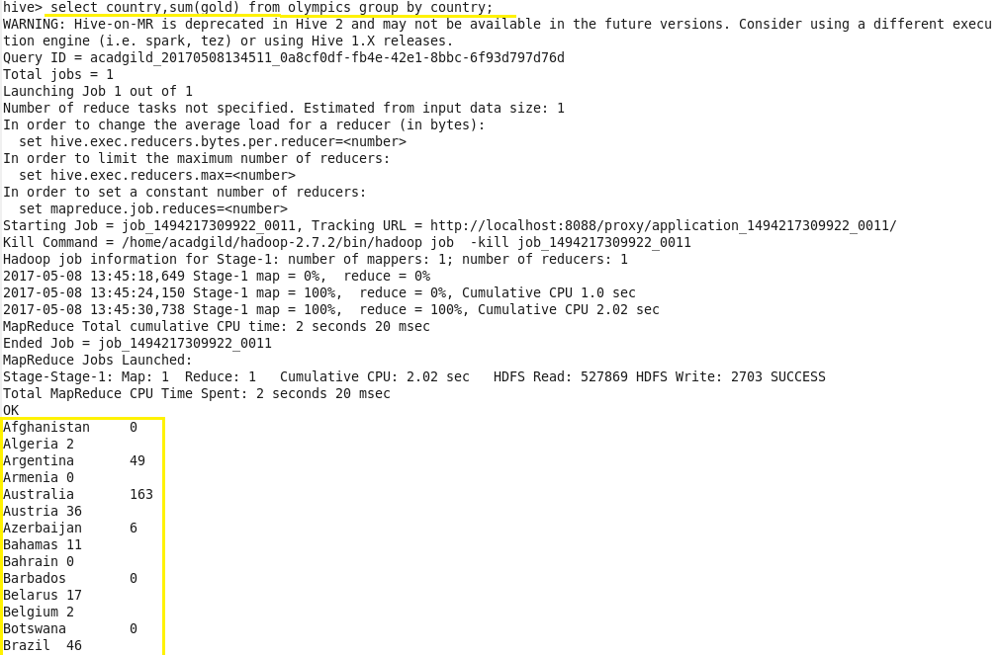 hive> select country,sum(gold) from olympics group by country;
WARNING: Hive-on-MR is deprecated in Hive 2 and may not be available in the future versions. Consider using a different execu
tion engine (i.e. spark, tez) or using Hive 1.X releases.
Query ID = acadgild_20170508134511_0a8cf0df-fb4e-42e1-8bbc-6f93d797d76d
Total jobs = 1
Launching Job 1 out of 1
Number of reduce tasks not specified. Estimated from input data size: 1
In order to change the average load for a reducer (in bytes):
  set hive.exec.reducers.bytes.per.reducer=<number>
In order to limit the maximum number of reducers:
  set hive.exec.reducers.max=<number>
In order to set a constant number of reducers:
  set mapreduce.job.reduces=<number>
Starting Job = job_1494217309922_0011, Tracking URL = http://localhost:8088/proxy/application_1494217309922_0011/
Kill Command = /home/acadgild/hadoop-2.7.2/bin/hadoop job  -kill job_1494217309922_0011
Hadoop job information for Stage-1: number of mappers: 1; number of reducers: 1
2017-05-08 13:45:18,649 Stage-1 map = 0%,  reduce = 0%
2017-05-08 13:45:24,150 Stage-1 map = 100%,  reduce = 0%, Cumulative CPU 1.0 sec
2017-05-08 13:45:30,738 Stage-1 map = 100%,  reduce = 100%, Cumulative CPU 2.02 sec
MapReduce Total cumulative CPU time: 2 seconds 20 msec
Ended Job = job_1494217309922_0011
MapReduce Jobs Launched:
Stage-Stage-1: Map: 1  Reduce: 1   Cumulative CPU: 2.02 sec   HDFS Read: 527869 HDFS Write: 2703 SUCCESS
Total MapReduce CPU Time Spent: 2 seconds 20 msec
OK
Afghanistan     0
Algeria 2
Argentina       49
Armenia 0
Australia       163
Austria 36
Azerbaijan      6
Bahamas 11
Bahrain 0
Barbados        0
Belarus 17
Belgium 2
Botswana        0
Brazil  46